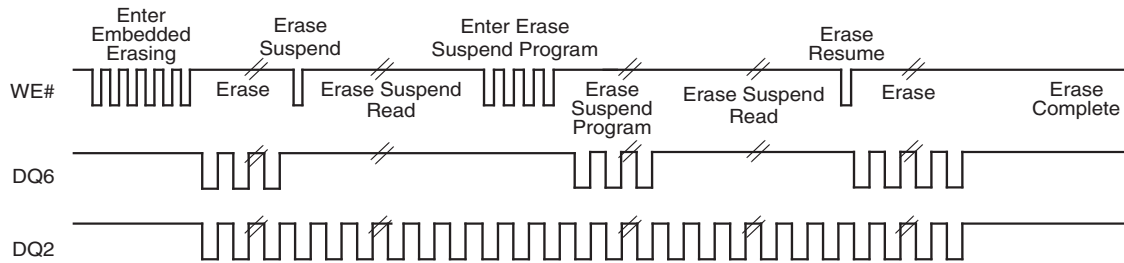 Enter
Embedded
Erasing
Erase
Suspend
Enter Erase
Suspend Program
Erase
Resume
WE#
Erase
Erase Suspend
Read
Erase
Suspend
Program
Erase Suspend
Read
Erase
Erase
Complete
DQ6
DQ2